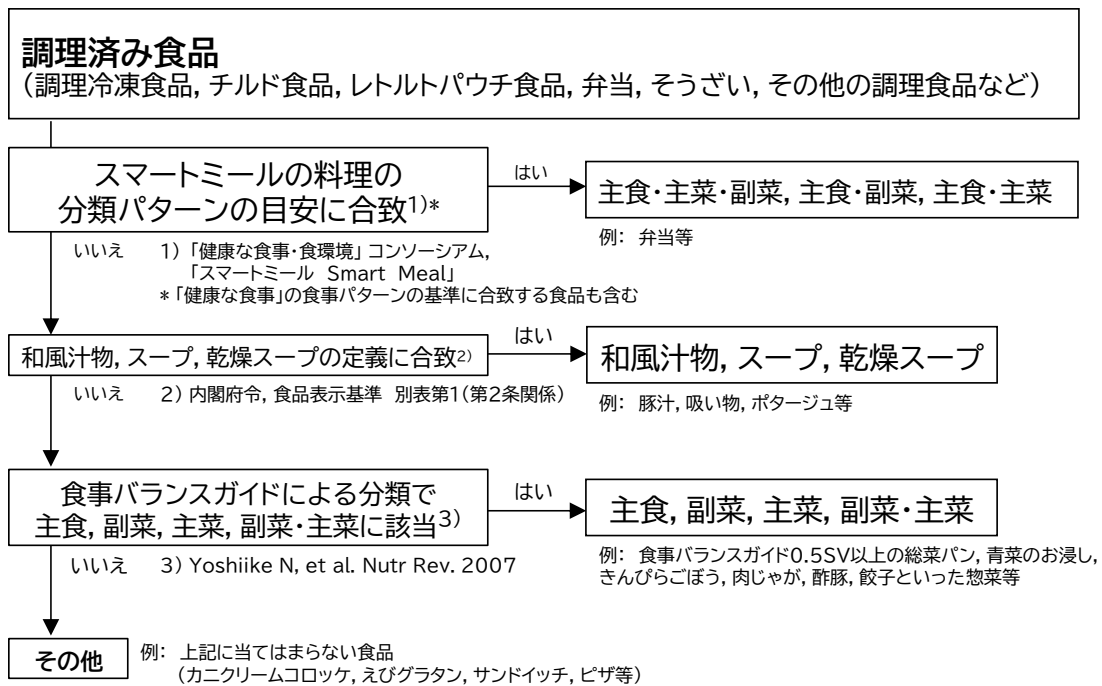 調理済み食品
(調理冷凍食品, チルド食品, レトルトパウチ食品, 弁当, そうざい, その他の調理食品など)
スマートミールの料理の
分類パターンの目安に合致1)*
はい
主食・主菜・副菜, 主食・副菜, 主食・主菜
例: 弁当等
いいえ
1) 「健康な食事・食環境」 コンソーシアム,
「スマートミール Smart Meal」
* 「健康な食事」の食事パターンの基準に合致する食品も含む
和風汁物, スープ, 乾燥スープの定義に合致2)
はい
和風汁物, スープ, 乾燥スープ
例: 豚汁, 吸い物, ポタージュ等
いいえ
2) 内閣府令, 食品表示基準 別表第1(第2条関係)
食事バランスガイドによる分類で
主食, 副菜, 主菜, 副菜・主菜に該当3)
はい
主食, 副菜, 主菜, 副菜・主菜
例: 食事バランスガイド0.5SV以上の総菜パン, 青菜のお浸し,
きんぴらごぼう, 肉じゃが, 酢豚, 餃子といった惣菜等
いいえ
3) Yoshiike N, et al. Nutr Rev. 2007
その他
例: 上記に当てはまらない食品
(カニクリームコロッケ, えびグラタン, サンドイッチ, ピザ等)